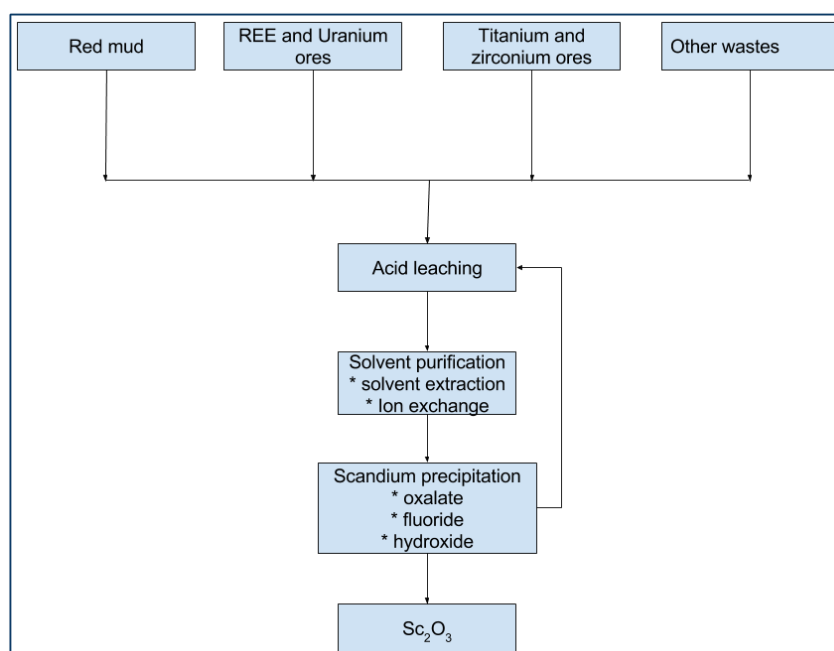 Red mud
REE and Uranium
ores
Titanium and
zirconium ores
Other wastes
Acid leaching
Solvent purification
* solvent extraction
* Ion exchange
Scandium precipitation
* oxalate
* fluoride
* hydroxide
Sc₂O₃